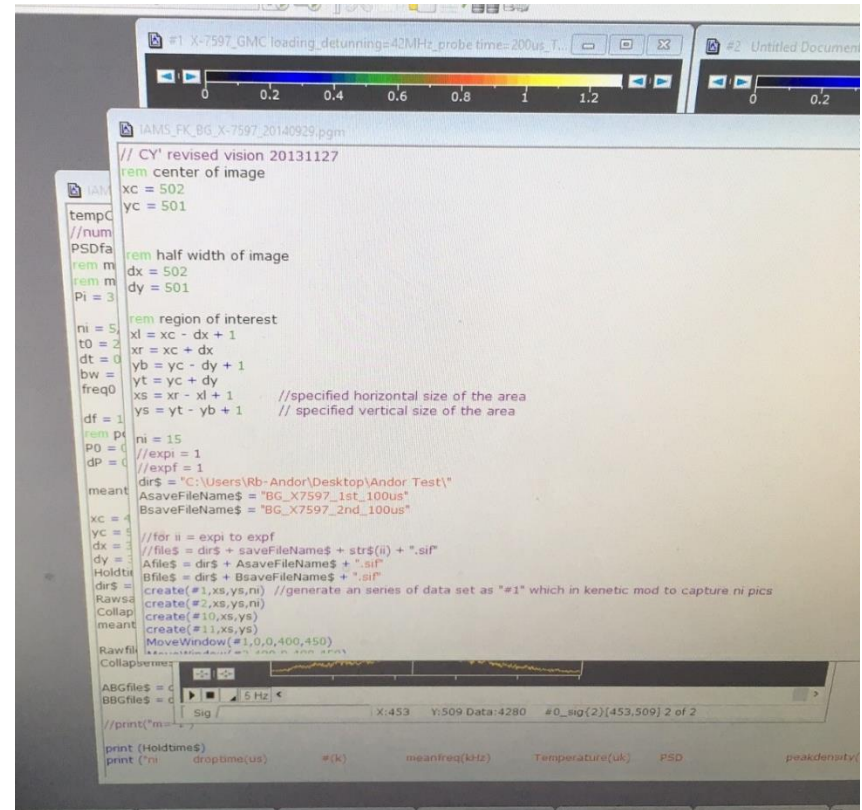 #1 X-7597_GMC loading_detunning=42MHz_probe time=200us_T...
#2 Untitled Document
0 0.2 0.4 0.6 0.8 1 1.2
0 0.2
IAMS_FK_BG_X-7597_20140929.pgm
// CY' revised vision 20131127
rem center of image
xc = 502
yc = 501
rem half width of image
dx = 502
dy = 501
rem region of interest
xl = xc - dx + 1
xr = xc + dx
yb = yc - dy + 1
yt = yc + dy
xs = xr - xl + 1 //specified horizontal size of the area
ys = yt - yb + 1 // specified vertical size of the area
ni = 15
//expi = 1
//expf = 1
dir$ = "C:\Users\Rb-Andor\Desktop\Andor Test\"
AsaveFileName$ = "BG_X7597_1st_100us"
BsaveFileName$ = "BG_X7597_2nd_100us"
//for ii = expi to expf
//file$ = dir$ + saveFileName$ + str$(ii) + ".sif"
Afile$ = dir$ + AsaveFileName$ + ".sif"
Bfile$ = dir$ + BsaveFileName$ + ".sif"
create(#1,xs,ys,ni) //generate an series of data set as "#1" which in kenetic mod to capture ni pics
create(#2,xs,ys,ni)
create(#10,xs,ys)
create(#11,xs,ys)
MoveWindow(#1,0,0,400,450)
IAM
tempC
//num
PSDfa
rem m
rem m
Pi = 3
ni = 5
t0 = 2
dt = 0
bw =
freq0
df = 1
rem
P0 =
dP =
meant
xc =
yc =
dx =
dy =
Holdti
dir$ =
Rawsa
Collap
meant
Rawfil
ABGfile$ =
BBGfile$ =
//print("m=
print (Holdtime$)
print ("ni droptime(us) #(k) meanfreq(kHz) Temperature(uk) PSD peakdensity(
5 Hz
Sig X:453 Y:509 Data:4280 #0_sig{2}[453,509] 2 of 2